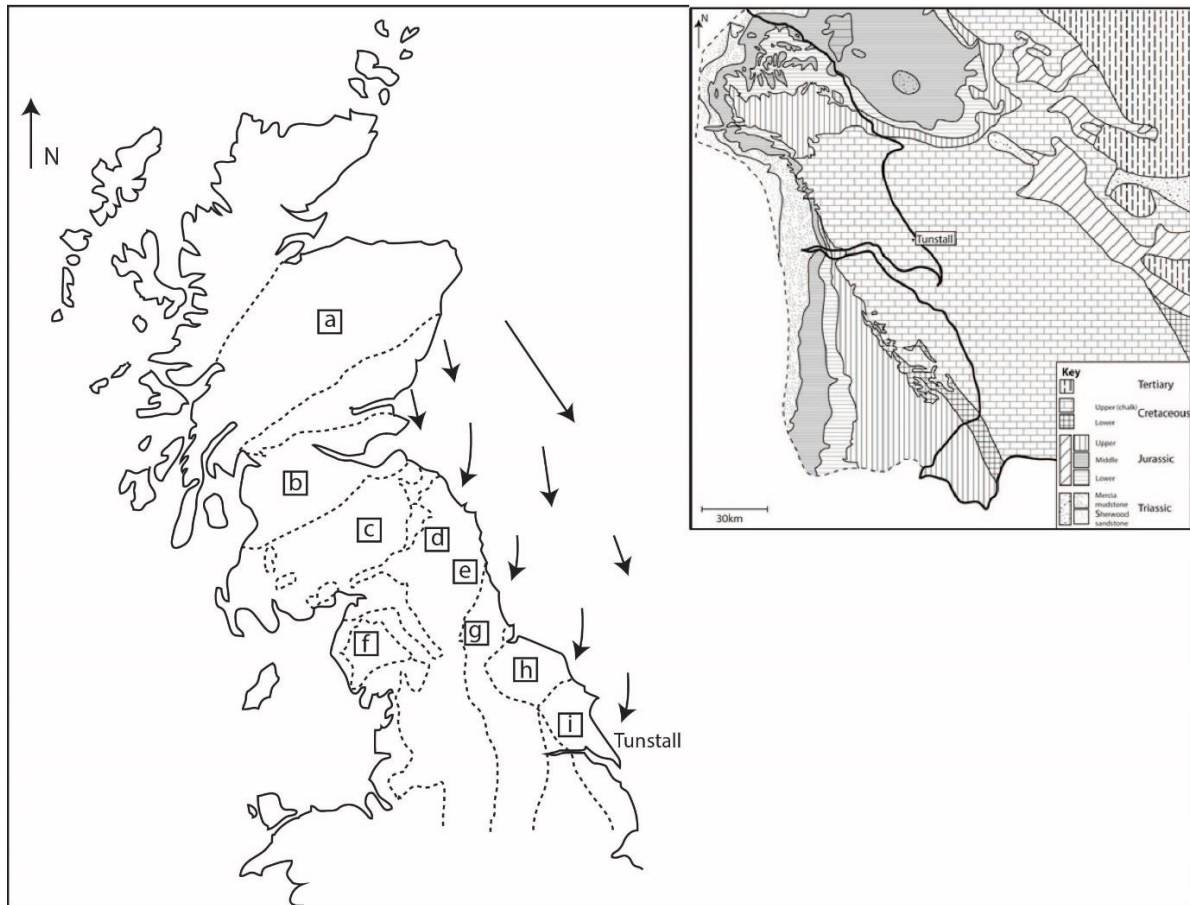 N
a
b
c
d
e
f
g
h
i
Tunstall
N
Tunstall
30km
Key
Tertiary
Upper (chalk)
Cretaceous
Lower
Upper
Middle
Jurassic
Lower
Mercia
mudstone
Triassic
Sherwood
sandstone